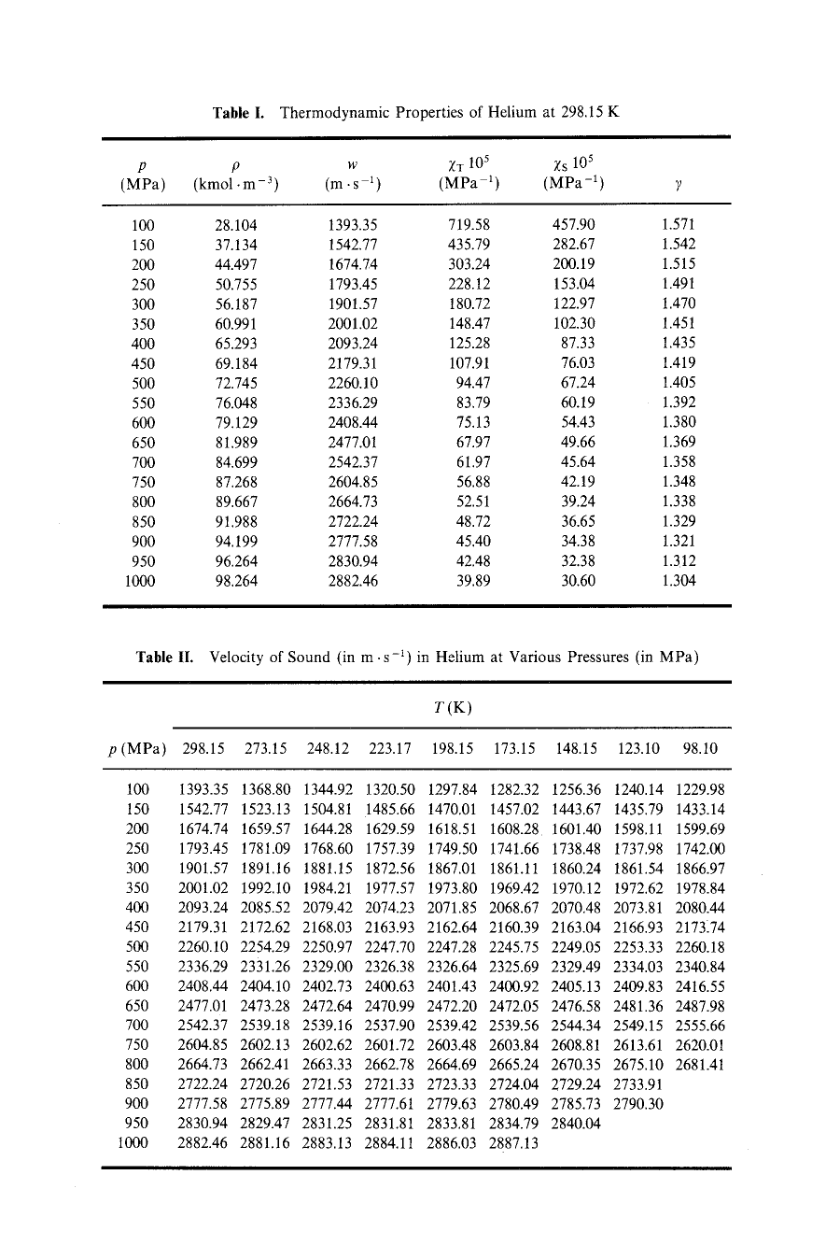 Table I. Thermodynamic Properties of Helium at 298.15 K
p ρ w χT 10⁵ χS 10⁵
(MPa) (kmol · m⁻³) (m · s⁻¹) (MPa⁻¹) (MPa⁻¹) γ
100 28.104 1393.35 719.58 457.90 1.571
150 37.134 1542.77 435.79 282.67 1.542
200 44.497 1674.74 303.24 200.19 1.515
250 50.755 1793.45 228.12 153.04 1.491
300 56.187 1901.57 180.72 122.97 1.470
350 60.991 2001.02 148.47 102.30 1.451
400 65.293 2093.24 125.28 87.33 1.435
450 69.184 2179.31 107.91 76.03 1.419
500 72.745 2260.10 94.47 67.24 1.405
550 76.048 2336.29 83.79 60.19 1.392
600 79.129 2408.44 75.13 54.43 1.380
650 81.989 2477.01 67.97 49.66 1.369
700 84.699 2542.37 61.97 45.64 1.358
750 87.268 2604.85 56.88 42.19 1.348
800 89.667 2664.73 52.51 39.24 1.338
850 91.988 2722.24 48.72 36.65 1.329
900 94.199 2777.58 45.40 34.38 1.321
950 96.264 2830.94 42.48 32.38 1.312
1000 98.264 2882.46 39.89 30.60 1.304
Table II. Velocity of Sound (in m · s⁻¹) in Helium at Various Pressures (in MPa)
T (K)
p (MPa) 298.15 273.15 248.12 223.17 198.15 173.15 148.15 123.10 98.10
100 1393.35 1368.80 1344.92 1320.50 1297.84 1282.32 1256.36 1240.14 1229.98
150 1542.77 1523.13 1504.81 1485.66 1470.01 1457.02 1443.67 1435.79 1433.14
200 1674.74 1659.57 1644.28 1629.59 1618.51 1608.28 1601.40 1598.11 1599.69
250 1793.45 1781.09 1768.60 1757.39 1749.50 1741.66 1738.48 1737.98 1742.00
300 1901.57 1891.16 1881.15 1872.56 1867.01 1861.11 1860.24 1861.54 1866.97
350 2001.02 1992.10 1984.21 1977.57 1973.80 1969.42 1970.12 1972.62 1978.84
400 2093.24 2085.52 2079.42 2074.23 2071.85 2068.67 2070.48 2073.81 2080.44
450 2179.31 2172.62 2168.03 2163.93 2162.64 2160.39 2163.04 2166.93 2173.74
500 2260.10 2254.29 2250.97 2247.70 2247.28 2245.75 2249.05 2253.33 2260.18
550 2336.29 2331.26 2329.00 2326.38 2326.64 2325.69 2329.49 2334.03 2340.84
600 2408.44 2404.10 2402.73 2400.63 2401.43 2400.92 2405.13 2409.83 2416.55
650 2477.01 2473.28 2472.64 2470.99 2472.20 2472.05 2476.58 2481.36 2487.98
700 2542.37 2539.18 2539.16 2537.90 2539.42 2539.56 2544.34 2549.15 2555.66
750 2604.85 2602.13 2602.62 2601.72 2603.48 2603.84 2608.81 2613.61 2620.01
800 2664.73 2662.41 2663.33 2662.78 2664.69 2665.24 2670.35 2675.10 2681.41
850 2722.24 2720.26 2721.53 2721.33 2723.33 2724.04 2729.24 2733.91
900 2777.58 2775.89 2777.44 2777.61 2779.63 2780.49 2785.73 2790.30
950 2830.94 2829.47 2831.25 2831.81 2833.81 2834.79 2840.04
1000 2882.46 2881.16 2883.13 2884.11 2886.03 2887.13